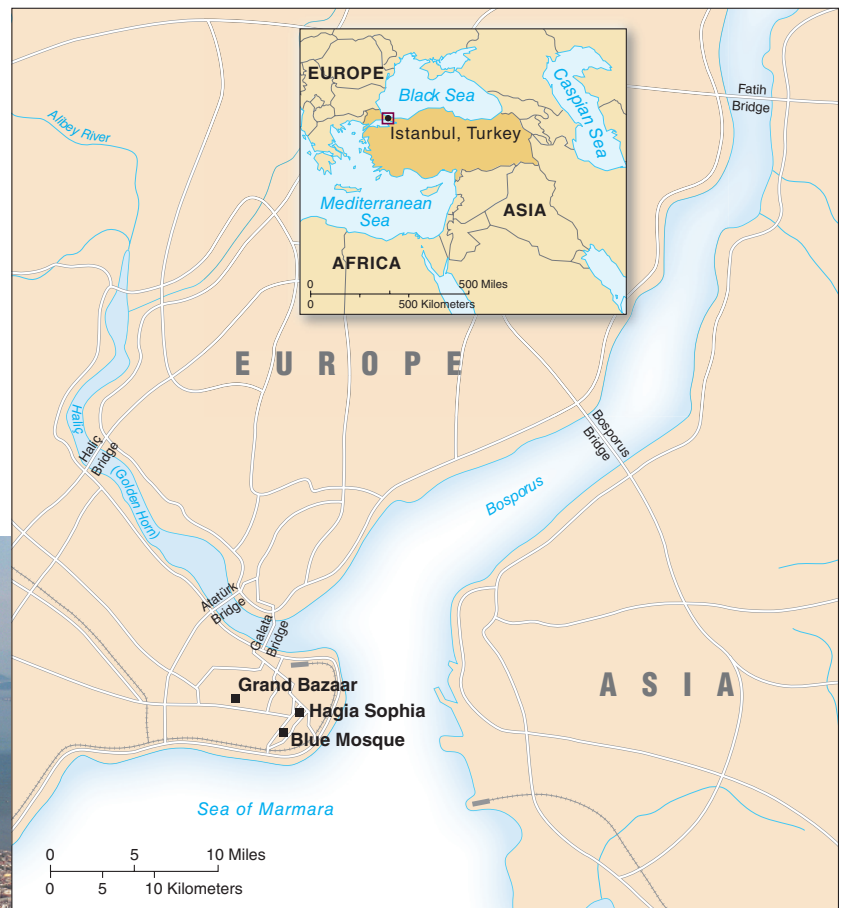 EUROPE
Black Sea
Caspian Sea
Istanbul, Turkey
Mediterranean
Sea
ASIA
AFRICA
0
500 Miles
0
500 Kilometers
Fatih
Bridge
Alibey River
EUROPE
Haliç
Haliç
Bridge
(Golden Horn)
Bosporus
Bridge
Bosporus
Atatürk
Bridge
Galata
Bridge
Grand Bazaar
Hagia Sophia
Blue Mosque
ASIA
Sea of Marmara
0 5 10 Miles
0 5 10 Kilometers